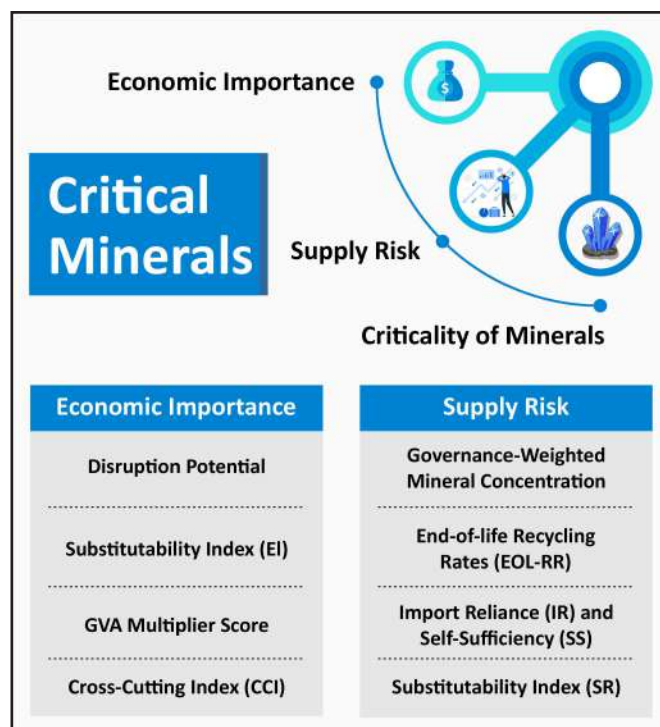 Economic Importance
$
Critical
Minerals
Supply Risk
Criticality of Minerals
Economic Importance
Disruption Potential
Substitutability Index (EI)
GVA Multiplier Score
Cross-Cutting Index (CCI)
Supply Risk
Governance-Weighted
Mineral Concentration
End-of-life Recycling
Rates (EOL-RR)
Import Reliance (IR) and
Self-Sufficiency (SS)
Substitutability Index (SR)